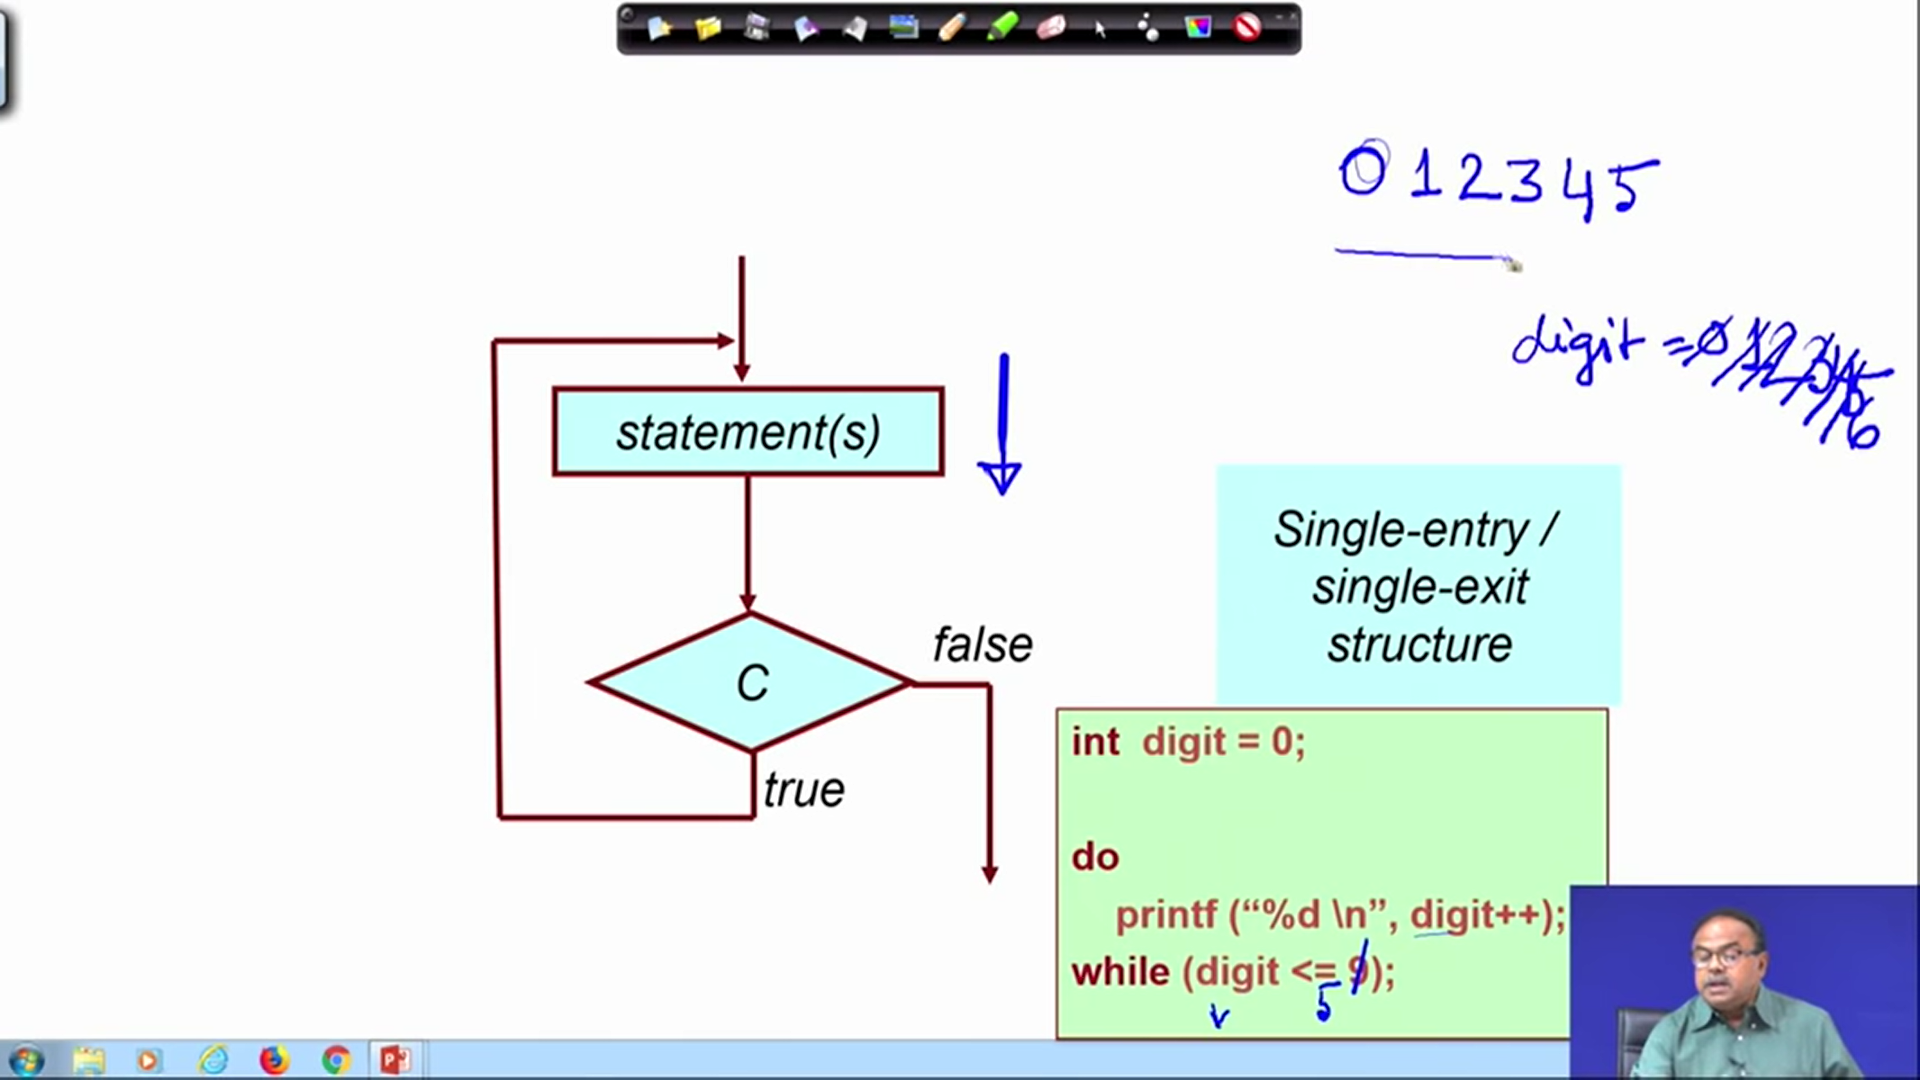 0 1 2 3 4 5
digit = 0 1 2 3 4 5 6
statement(s)
Single-entry /
single-exit
structure
C
false
true
int digit = 0;
do
printf (“%d \n”, digit++);
while (digit <= 9);
5